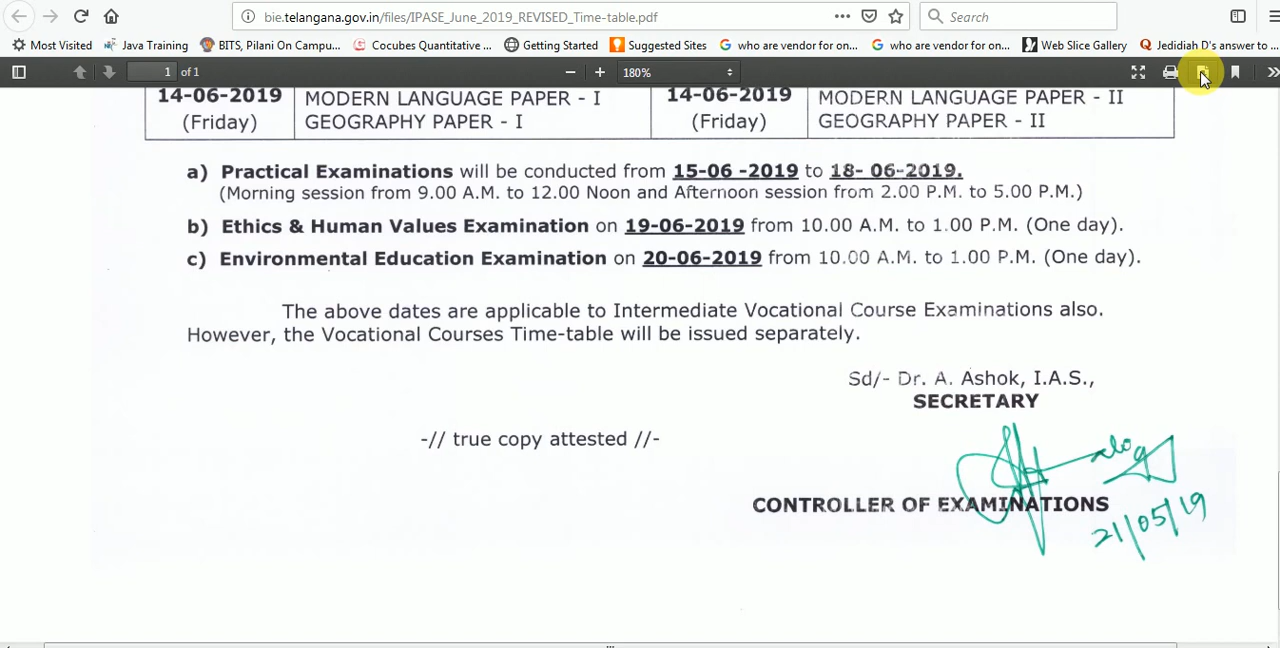 bie.telangana.gov.in/files/IPASE_June_2019_REVISED_Time-table.pdf
Search
Most Visited Java Training BITS, Pilani On Campu... Cocubes Quantitative ... Getting Started Suggested Sites who are vendor for on... who are vendor for on... Web Slice Gallery Jedidiah D's answer to ...
1 of 1 180%
14-06-2019 MODERN LANGUAGE PAPER - I 14-06-2019 MODERN LANGUAGE PAPER - II
(Friday) GEOGRAPHY PAPER - I (Friday) GEOGRAPHY PAPER - II
a) Practical Examinations will be conducted from 15-06 -2019 to 18- 06-2019.
(Morning session from 9.00 A.M. to 12.00 Noon and Afternoon session from 2.00 P.M. to 5.00 P.M.)
b) Ethics & Human Values Examination on 19-06-2019 from 10.00 A.M. to 1.00 P.M. (One day).
c) Environmental Education Examination on 20-06-2019 from 10.00 A.M. to 1.00 P.M. (One day).
The above dates are applicable to Intermediate Vocational Course Examinations also.
However, the Vocational Courses Time-table will be issued separately.
Sd/- Dr. A. Ashok, I.A.S.,
SECRETARY
-// true copy attested //-
CONTROLLER OF EXAMINATIONS
21/05/19